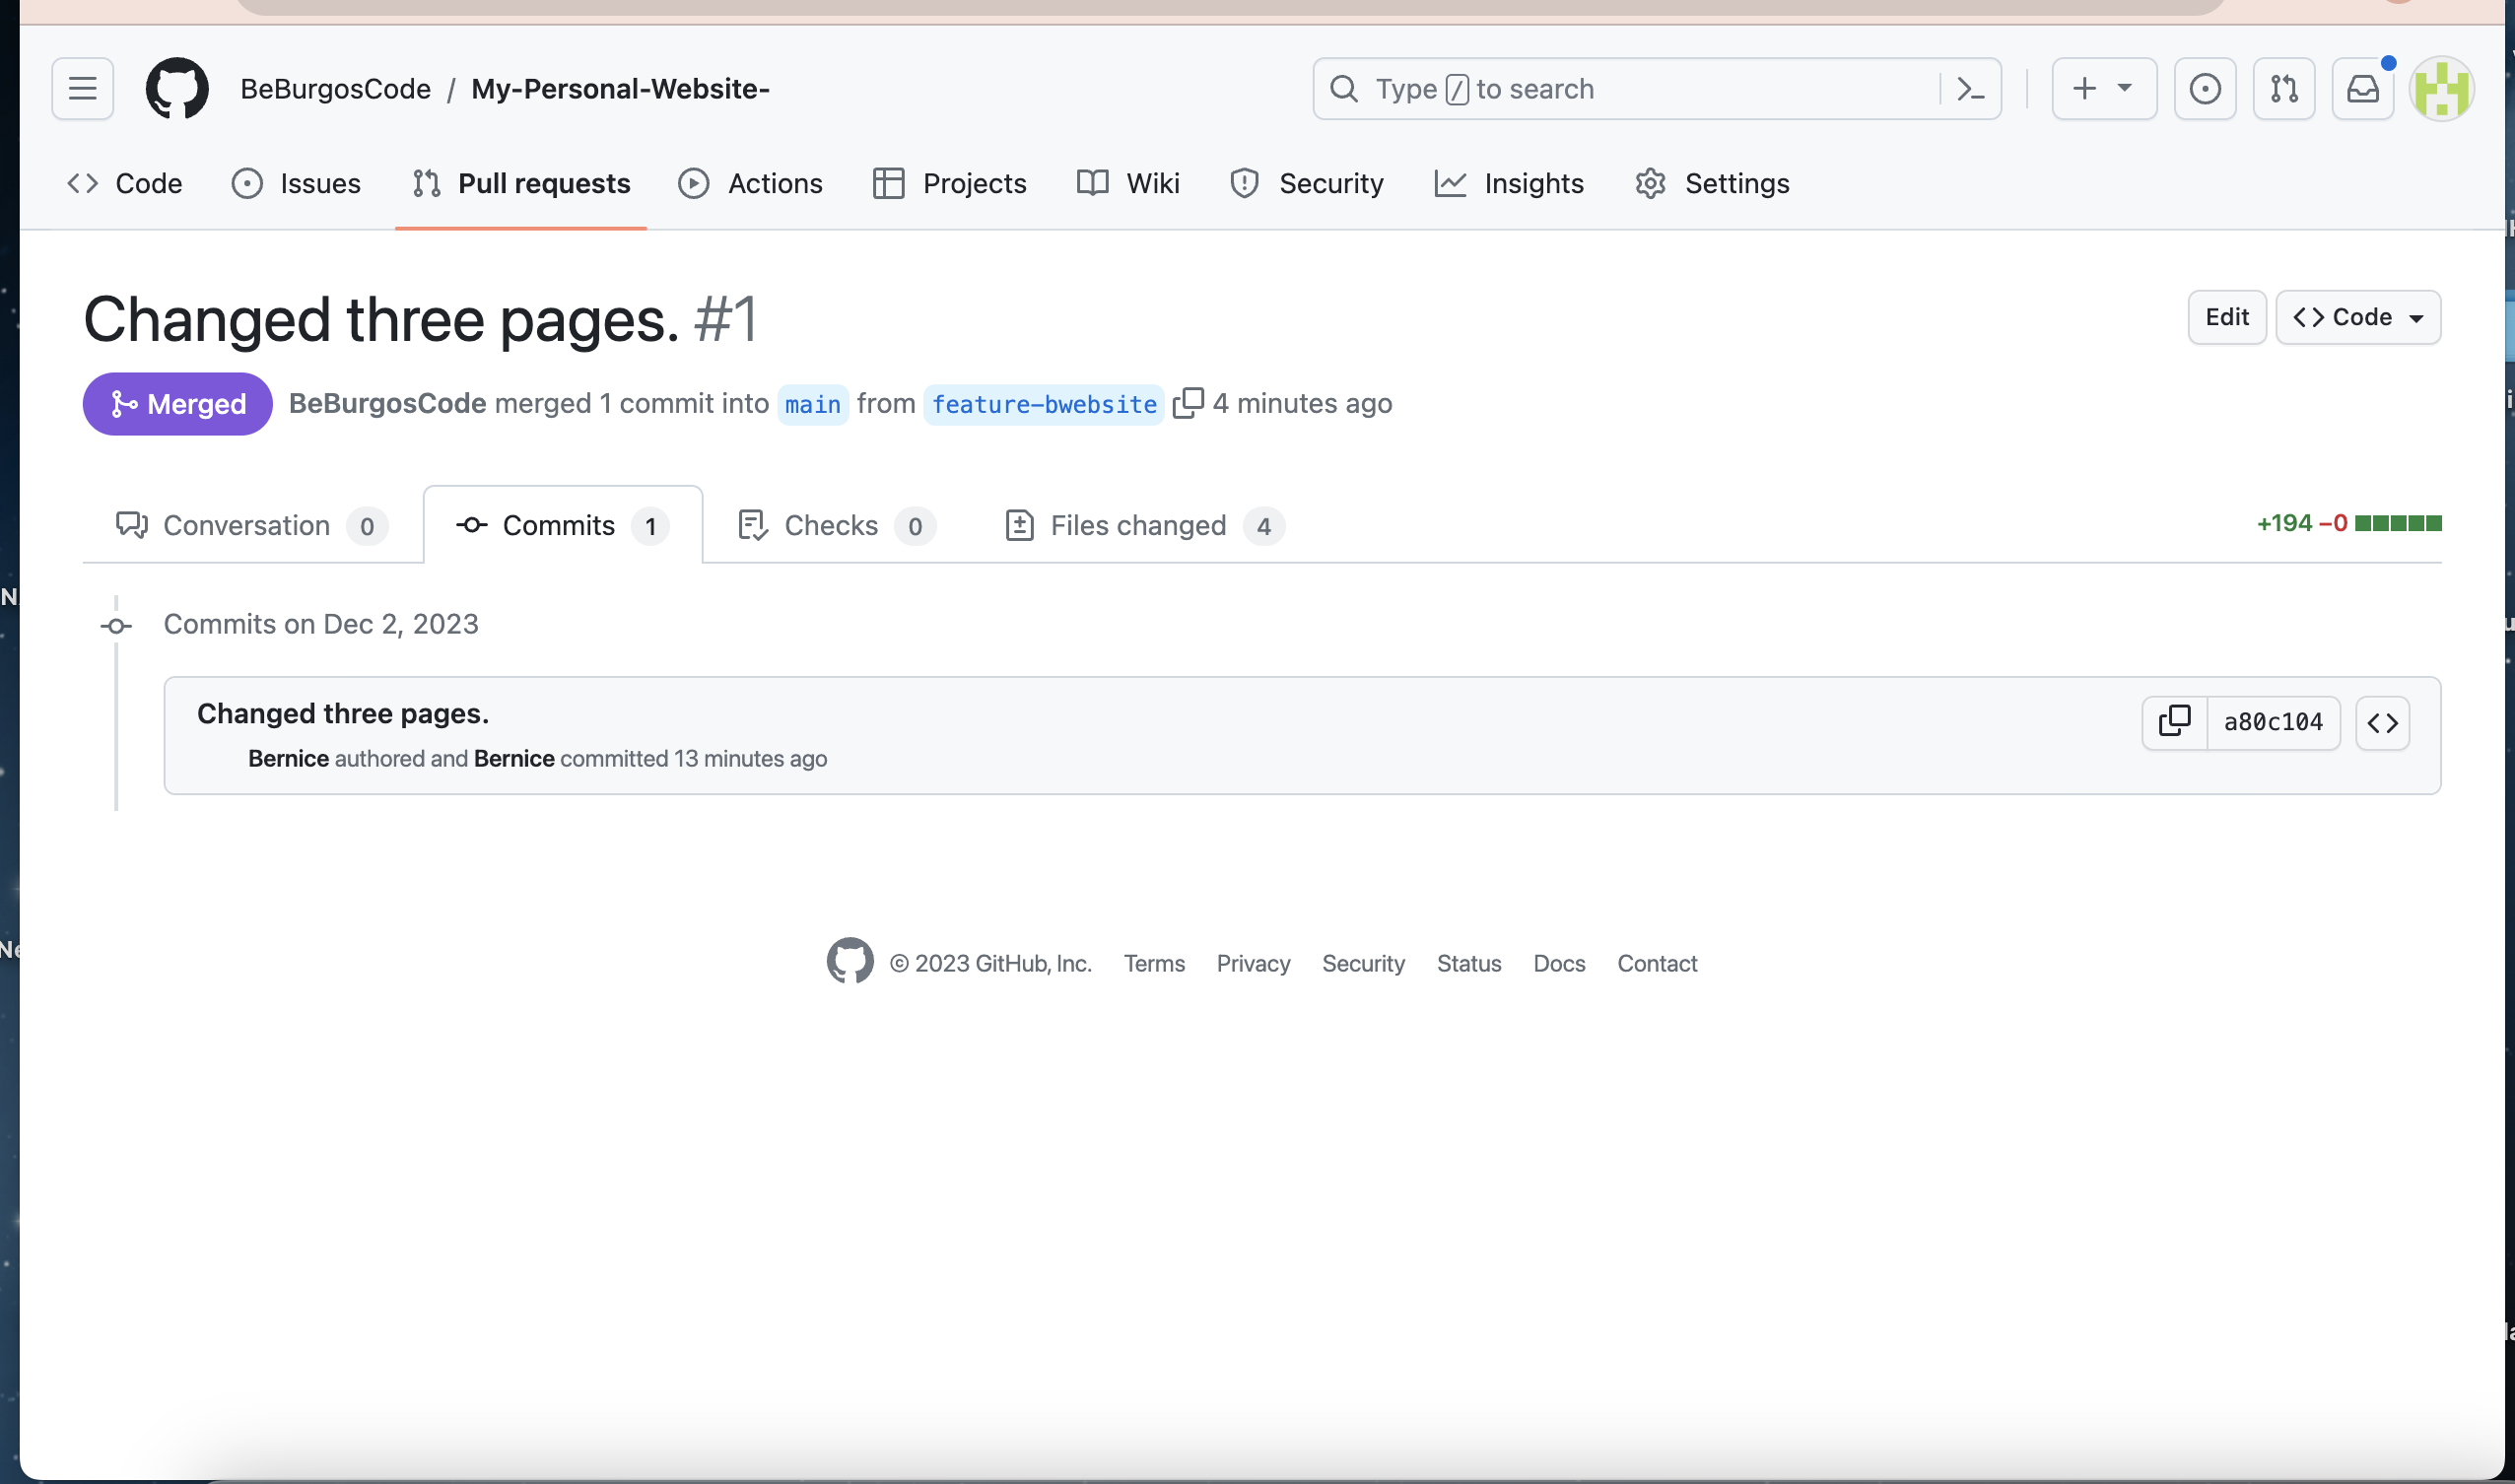 BeBurgosCode / My-Personal-Website-
Type / to search
Code Issues Pull requests Actions Projects Wiki Security Insights Settings
Changed three pages. #1
Edit
Code
Merged
BeBurgosCode merged 1 commit into main from feature-bwebsite 4 minutes ago
Conversation 0
Commits 1
Checks 0
Files changed 4
+194 −0
Commits on Dec 2, 2023
Changed three pages.
a80c104
Bernice authored and Bernice committed 13 minutes ago
© 2023 GitHub, Inc. Terms Privacy Security Status Docs Contact